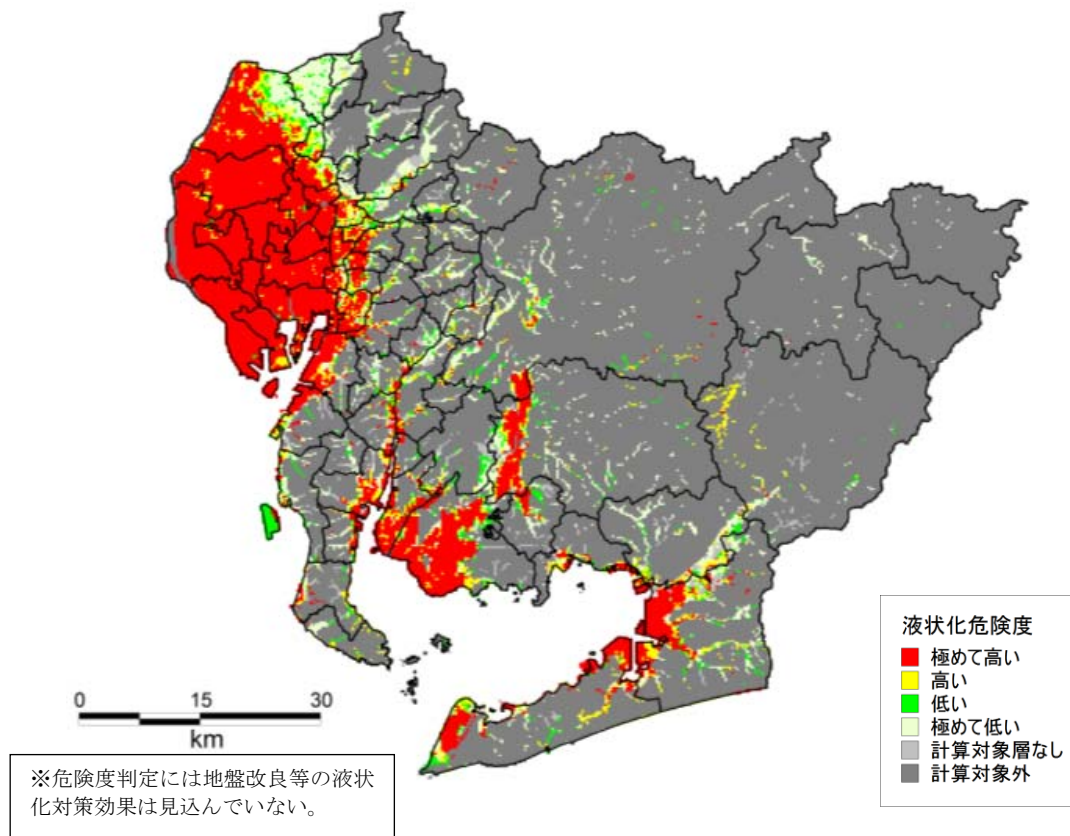 0 15 30
km
※危険度判定には地盤改良等の液状
化対策効果は見込んでいない。
液状化危険度
極めて高い
高い
低い
極めて低い
計算対象層なし
計算対象外